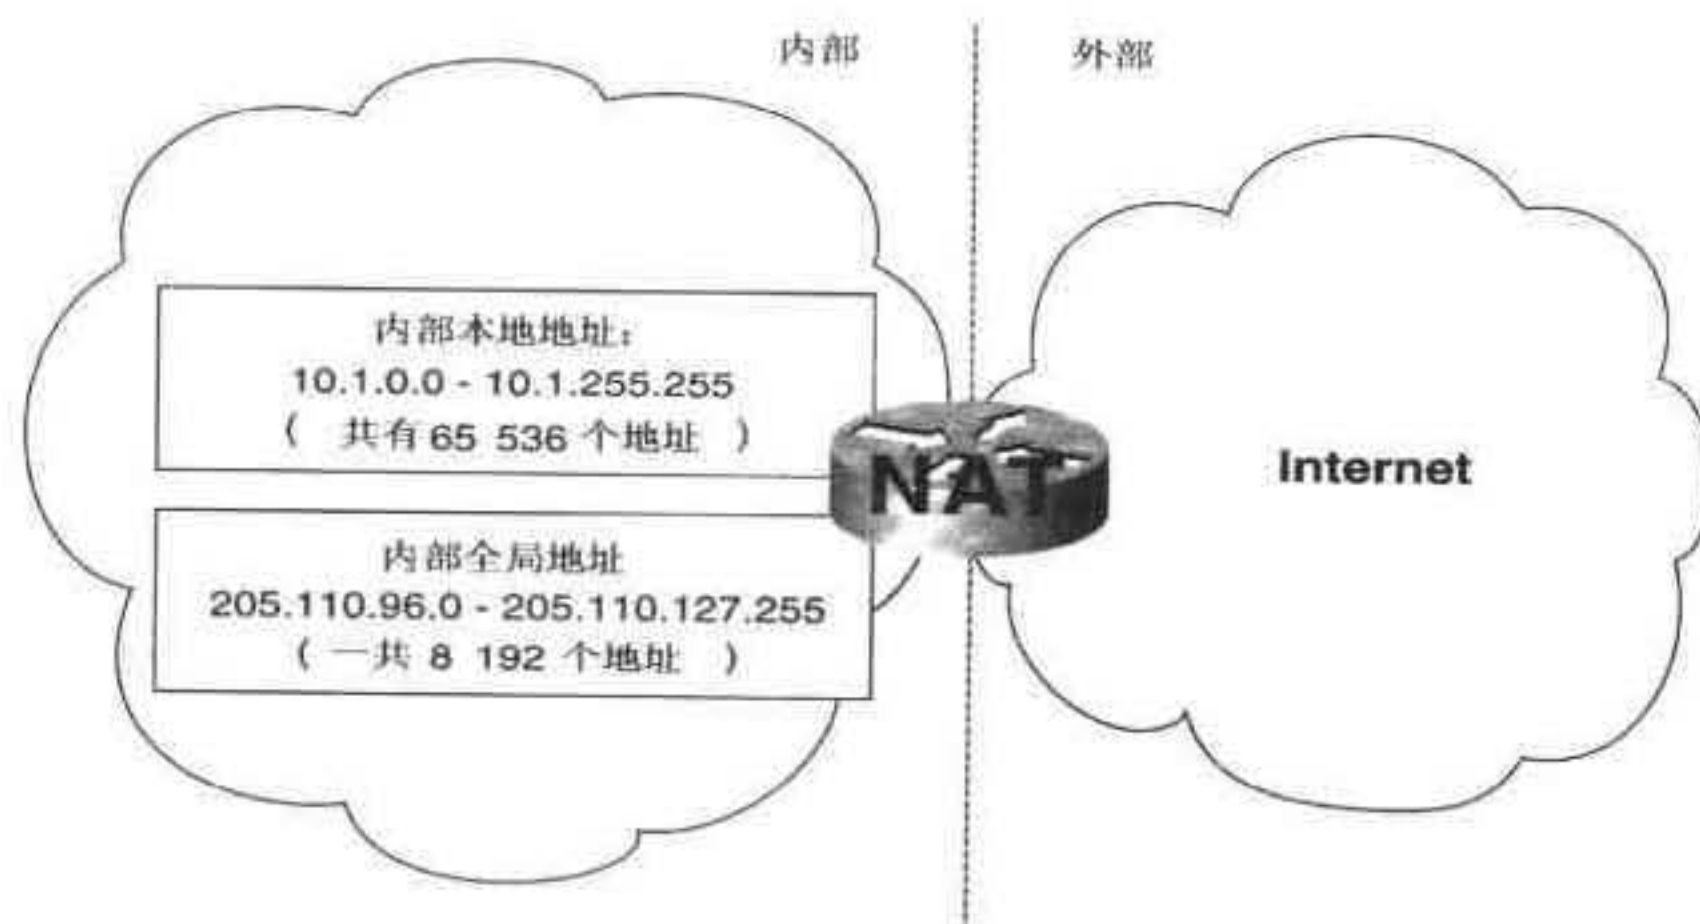 内部
外部
内部本地地址:
10.1.0.0 - 10.1.255.255
( 共有 65 536 个地址 )
NAT
Internet
内部全局地址
205.110.96.0 - 205.110.127.255
( 一共 8 192 个地址 )